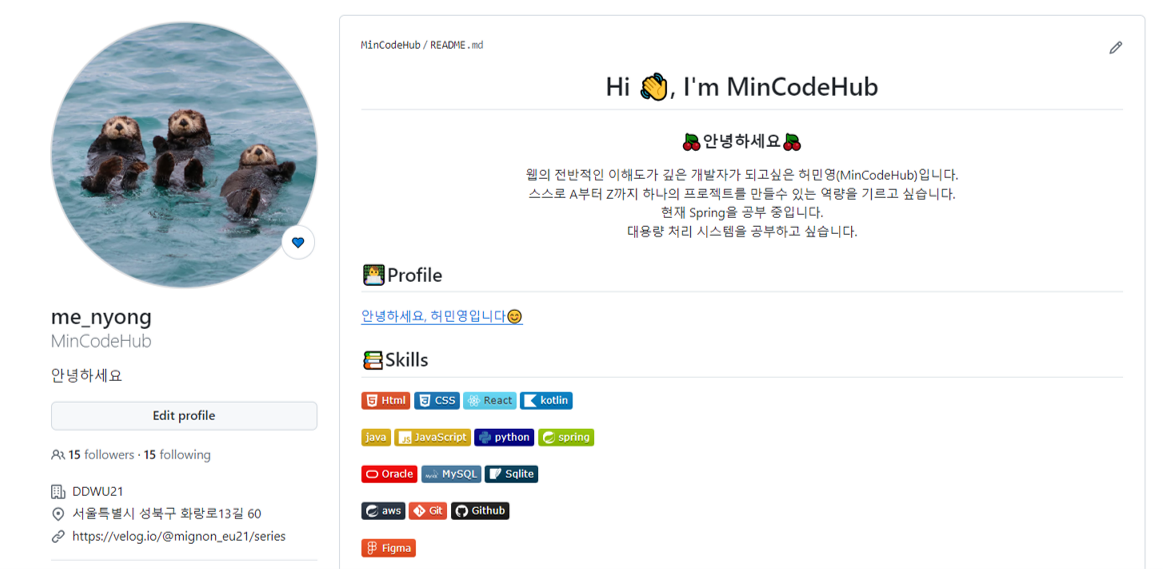 me_nyong
MinCodeHub
안녕하세요
Edit profile
15 followers · 15 following
DDWU21
서울특별시 성북구 화랑로13길 60
https://velog.io/@mignon_eu21/series
MinCodeHub / README.md
Hi 👋, I'm MinCodeHub
🍒안녕하세요🍒
웹의 전반적인 이해도가 깊은 개발자가 되고싶은 허민영(MinCodeHub)입니다.
스스로 A부터 Z까지 하나의 프로젝트를 만들수 있는 역량을 기르고 싶습니다.
현재 Spring을 공부 중입니다.
대용량 처리 시스템을 공부하고 싶습니다.
👩‍💻Profile
안녕하세요, 허민영입니다😊
📚Skills
Html CSS React kotlin
java JavaScript python spring
Oracle MySQL Sqlite
aws Git Github
Figma